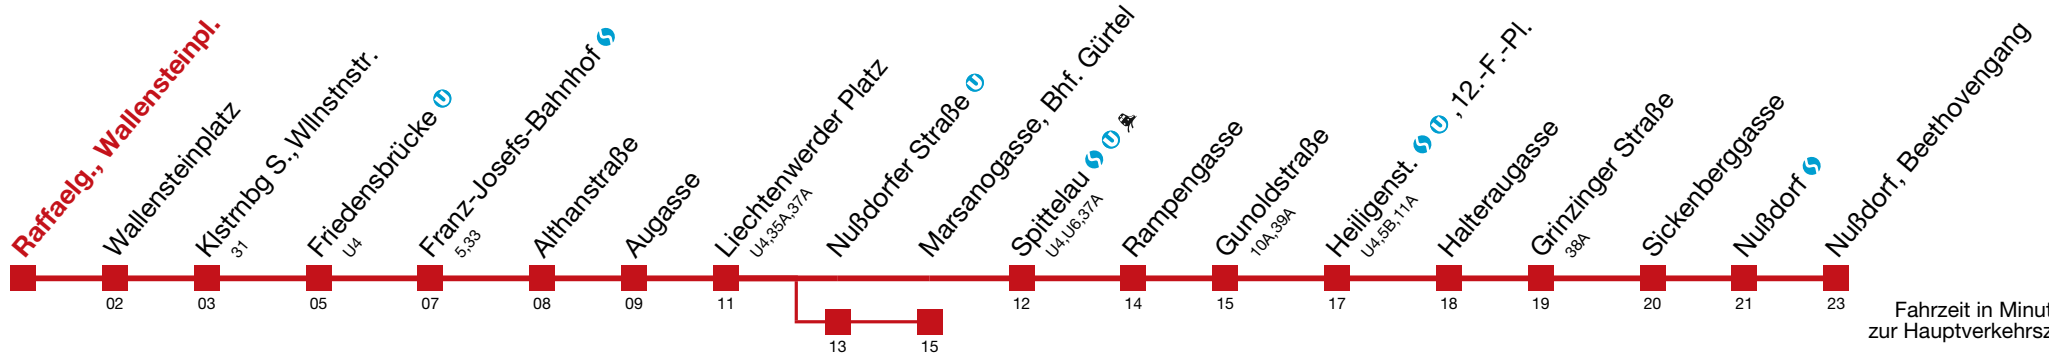 Raffaelg., Wallensteinpl.
Wallensteinplatz
02
Klstrnbg S., Wllnstnstr.
31
03
Friedensbrücke
U4
05
Franz-Josefs-Bahnhof
5,33
07
Althanstraße
08
Augasse
09
Liechtenwerder Platz
U4,35A,37A
11
Nußdorfer Straße
13
Marsanogasse, Bhf. Gürtel
15
Spittelau
U4,U6,37A
12
Rampengasse
14
Gunoldstraße
10A,39A
15
Heiligenst. , 12.-F.-Pl.
U4,5B,11A
17
Halteraugasse
18
Grinzinger Straße
38A
19
Sickenberggasse
20
Nußdorf
21
Nußdorf, Beethovengang
23
Fahrzeit in Minut
zur Hauptverkehrsz